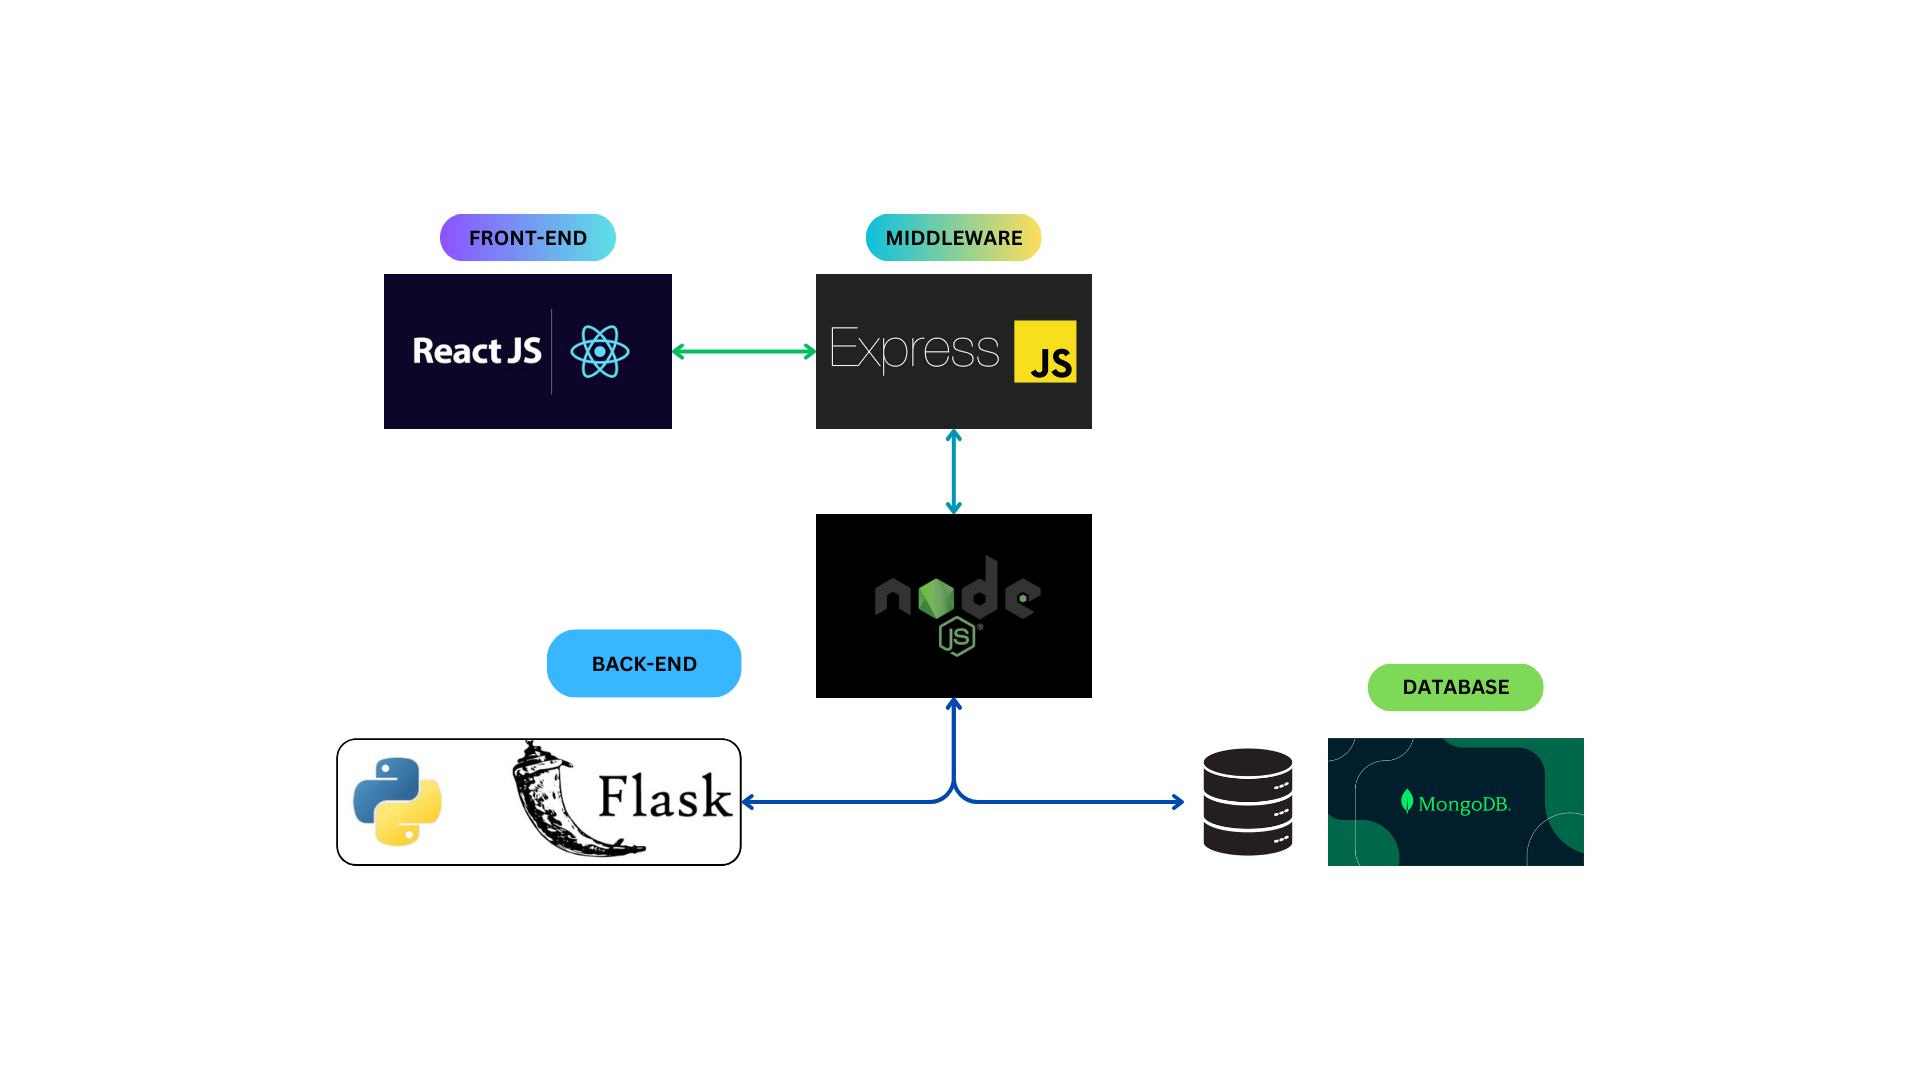 FRONT-END
MIDDLEWARE
React JS
Express
JS
node
JS
®
BACK-END
DATABASE
Flask
MongoDB.